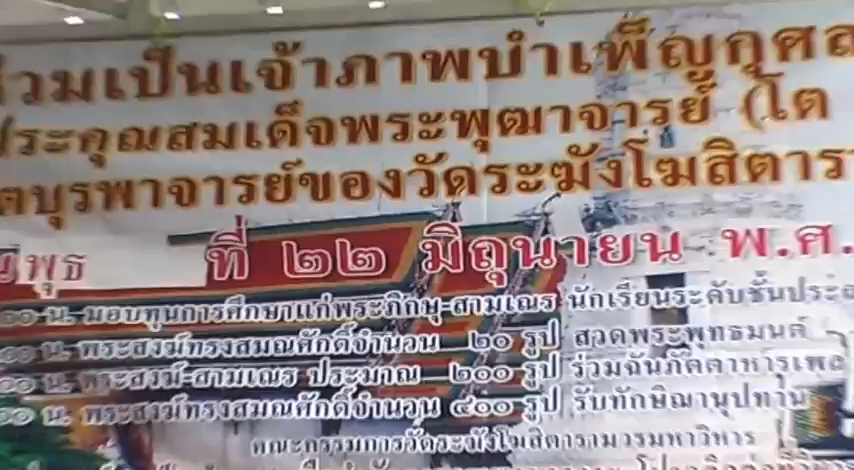 ร่วมเป็นเจ้าภาพบำเพ็ญกุศล
ประคุณสมเด็จพระพุฒาจารย์ (โต
ตบุรพาจารย์ของวัดระฆังโฆสิตารา
พุธ ที่ ๒๒ มิถุนายน พ.ศ.
๐๐ น. มอบทุนการศึกษาแก่พระภิกษุ-สามเณร นักเรียนระดับชั้นประถ
๐๐ น. พระสงฆ์ทรงสมณศักดิ์จำนวน ๒๐ รูป สวดพระพุทธมนต์
๐๐ น. พระสงฆ์-สามเณร ประมาณ ๒๐๐ รูป ร่วมฉันภัตตาหารเพล
๐๐ น. พระสงฆ์ทรงสมณศักดิ์จำนวน ๔๐๐ รูป รับทักษิณานุปทาน
คณะกรรมการวัดระฆังโฆสิตารามวรมหาวิหาร